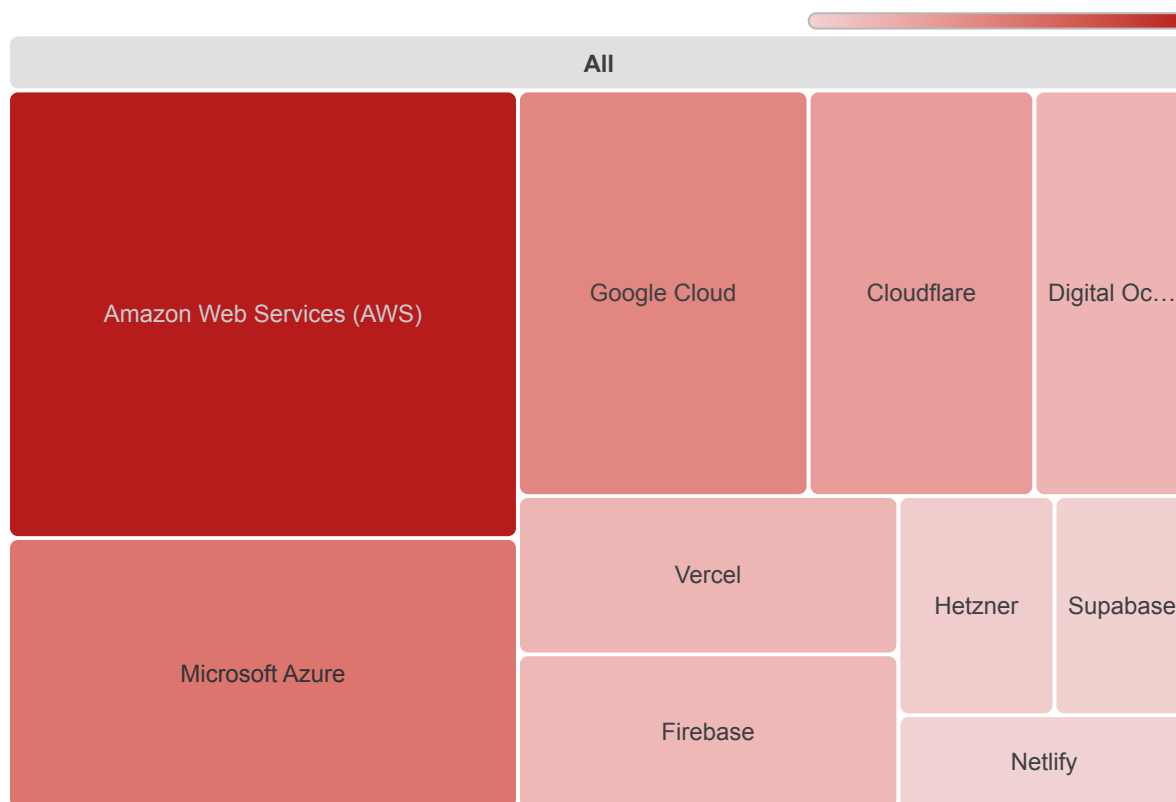 All
Amazon Web Services (AWS)
Google Cloud
Cloudflare
Digital Oc…
Microsoft Azure
Vercel
Hetzner
Supabase
Firebase
Netlify